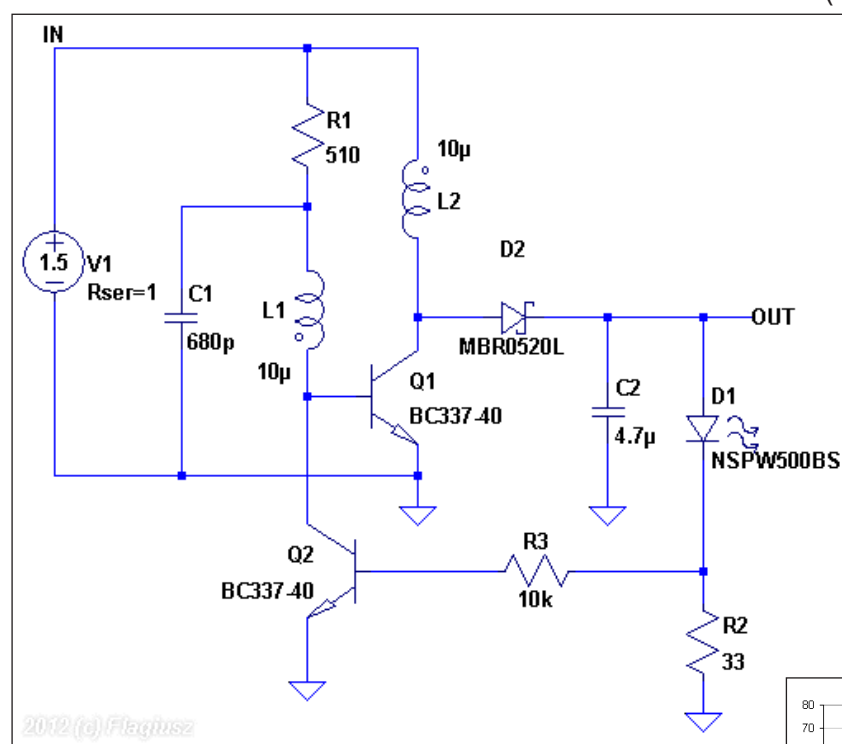 (
IN
R1
510
10µ
L2
D2
1.5
V1
Rser=1
C1
680p
L1
10µ
OUT
MBR0520L
Q1
BC337-40
C2
4.7µ
D1
NSPW500BS
Q2
BC337-40
R3
10k
R2
33
2012 (c) Flagiusz
80
70